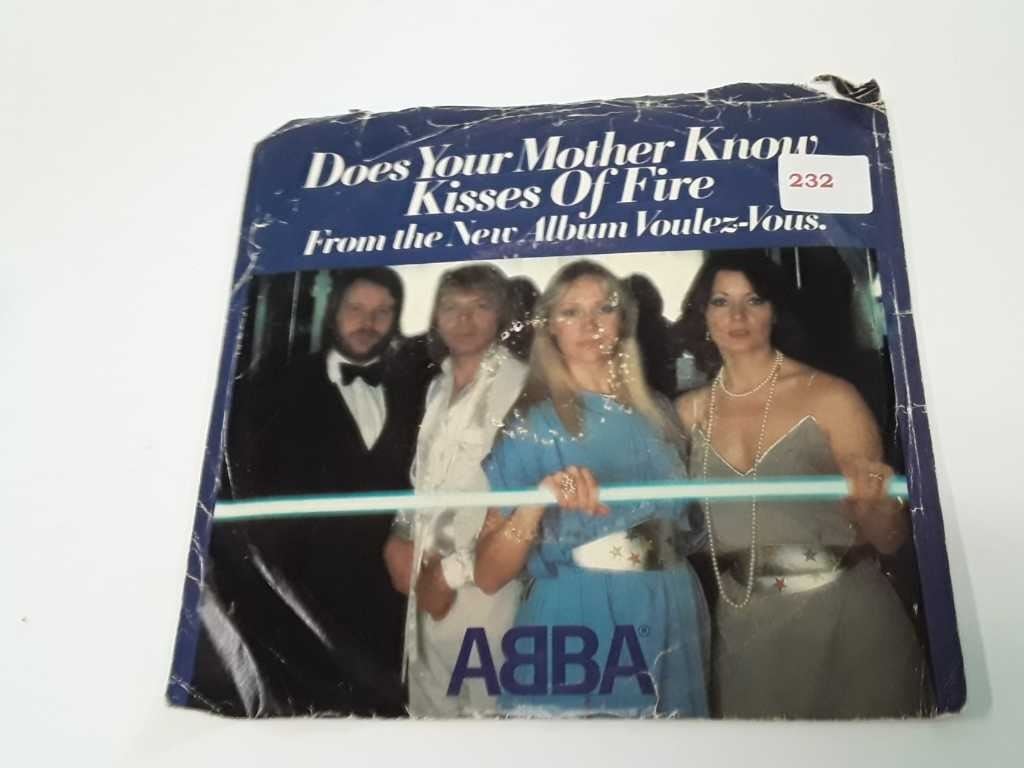 Does Your Mother Know
Kisses Of Fire
From the New Album Voulez-Vous.
232
ABBA®